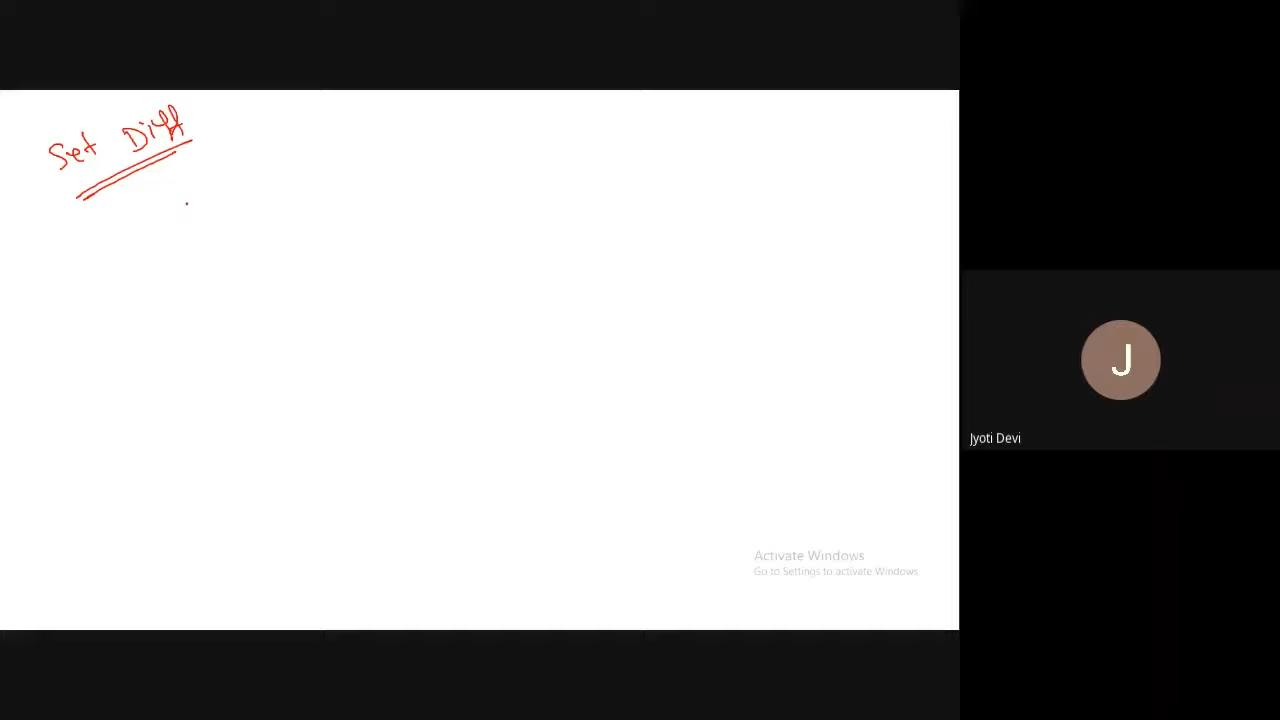 Set Diff
J
Jyoti Devi
Activate Windows
Go to Settings to activate Windows